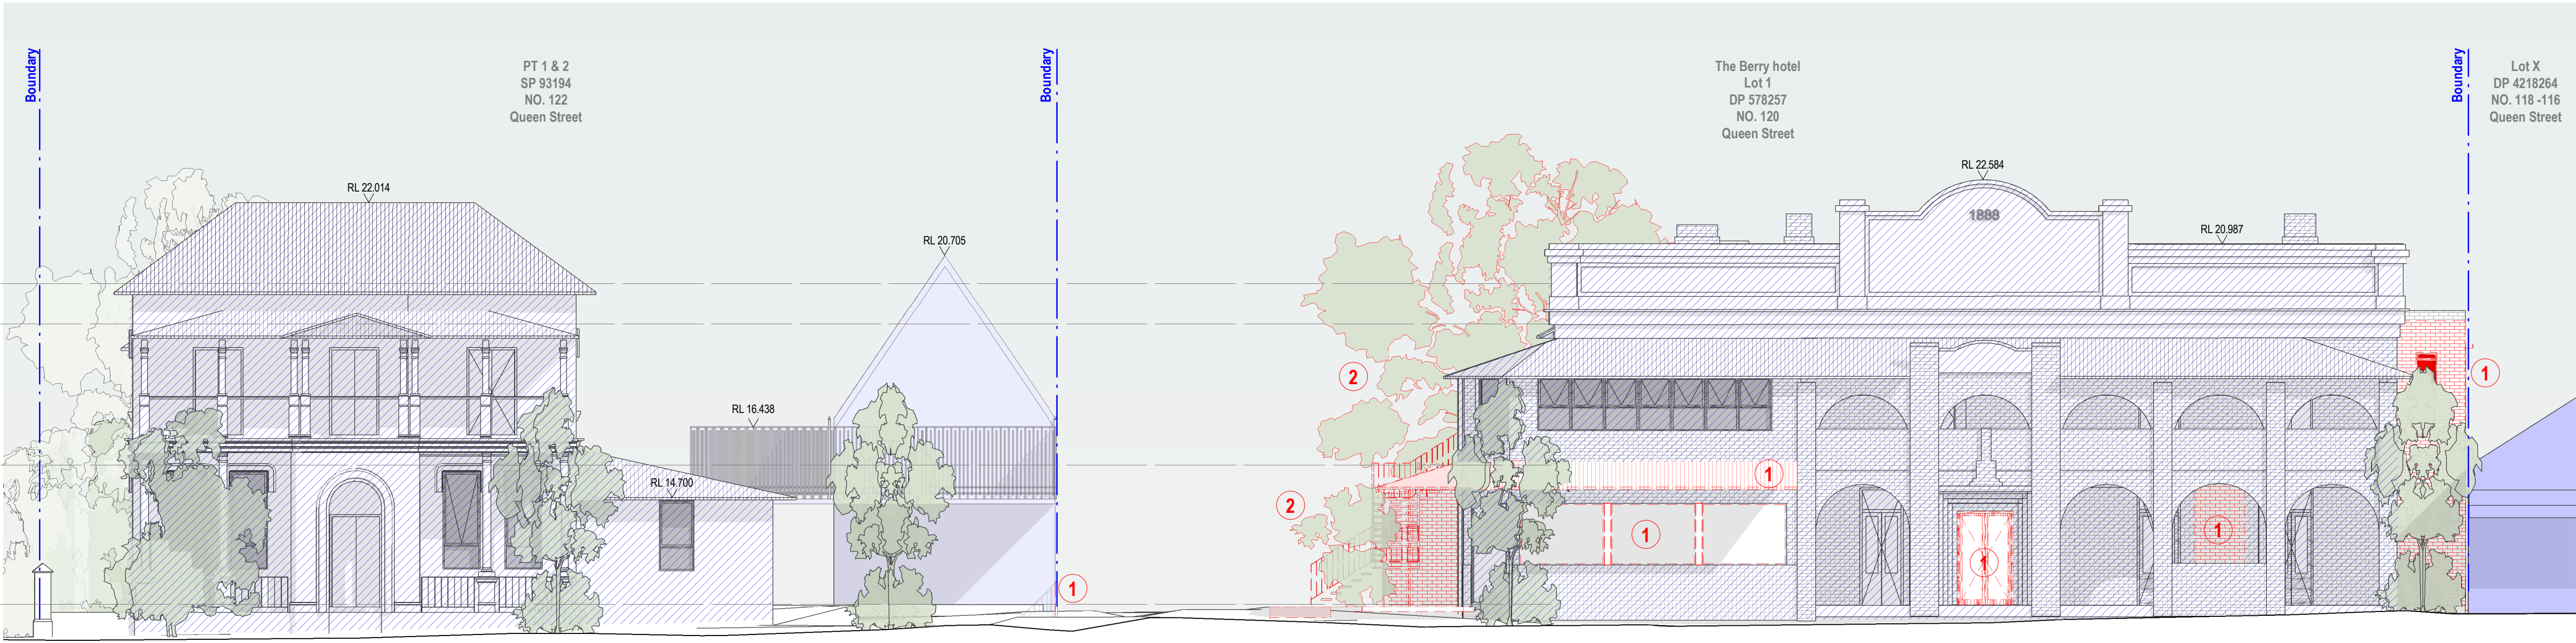 Boundary
PT 1 & 2
SP 93194
NO. 122
Queen Street
Boundary
The Berry hotel
Lot 1
DP 578257
NO. 120
Queen Street
Boundary
Lot X
DP 4218264
NO. 118 -116
Queen Street
RL 22.014
RL 20.705
RL 16.438
RL 14.700
RL 22.584
1888
RL 20.987
2
2
1
1
1
1
1
1